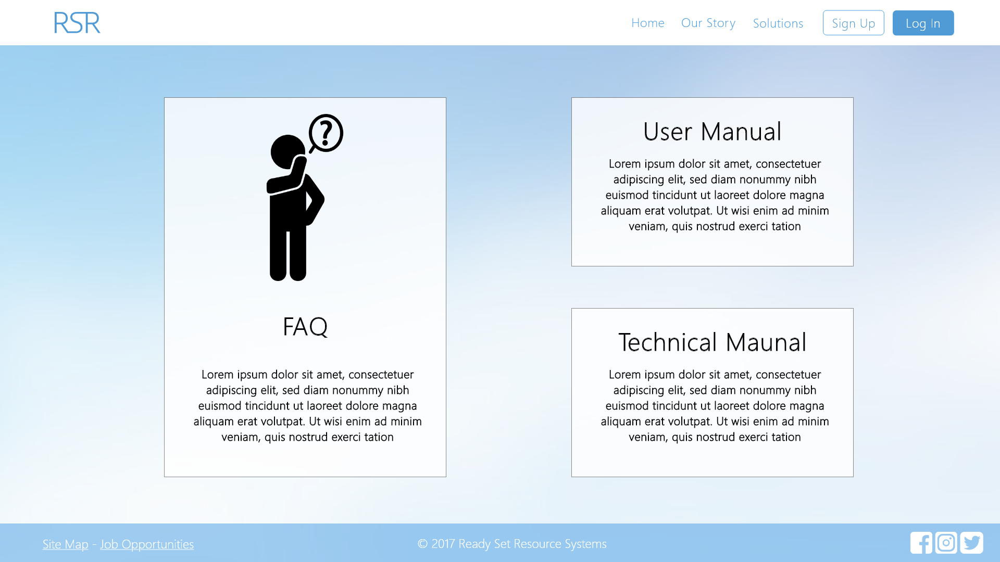 RSR
Home
Our Story
Solutions
Sign Up
Log In
?
FAQ
Lorem ipsum dolor sit amet, consectetuer
adipiscing elit, sed diam nonummy nibh
euismod tincidunt ut laoreet dolore magna
aliquam erat volutpat. Ut wisi enim ad minim
veniam, quis nostrud exerci tation
User Manual
Lorem ipsum dolor sit amet, consectetuer
adipiscing elit, sed diam nonummy nibh
euismod tincidunt ut laoreet dolore magna
aliquam erat volutpat. Ut wisi enim ad minim
veniam, quis nostrud exerci tation
Technical Maunal
Lorem ipsum dolor sit amet, consectetuer
adipiscing elit, sed diam nonummy nibh
euismod tincidunt ut laoreet dolore magna
aliquam erat volutpat. Ut wisi enim ad minim
veniam, quis nostrud exerci tation
Site Map - Job Opportunities
© 2017 Ready Set Resource Systems